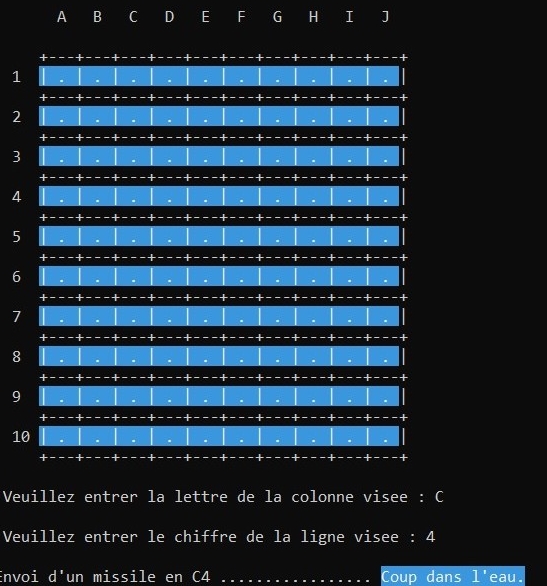 A B C D E F G H I J
+---+---+---+---+---+---+---+---+---+---+
1 | . | . | . | . | . | . | . | . | . | . |
+---+---+---+---+---+---+---+---+---+---+
2 | . | . | . | . | . | . | . | . | . | . |
+---+---+---+---+---+---+---+---+---+---+
3 | . | . | . | . | . | . | . | . | . | . |
+---+---+---+---+---+---+---+---+---+---+
4 | . | . | . | . | . | . | . | . | . | . |
+---+---+---+---+---+---+---+---+---+---+
5 | . | . | . | . | . | . | . | . | . | . |
+---+---+---+---+---+---+---+---+---+---+
6 | . | . | . | . | . | . | . | . | . | . |
+---+---+---+---+---+---+---+---+---+---+
7 | . | . | . | . | . | . | . | . | . | . |
+---+---+---+---+---+---+---+---+---+---+
8 | . | . | . | . | . | . | . | . | . | . |
+---+---+---+---+---+---+---+---+---+---+
9 | . | . | . | . | . | . | . | . | . | . |
+---+---+---+---+---+---+---+---+---+---+
10 | . | . | . | . | . | . | . | . | . | . |
+---+---+---+---+---+---+---+---+---+---+
Veuillez entrer la lettre de la colonne visee : C
Veuillez entrer le chiffre de la ligne visee : 4
Envoi d'un missile en C4 ................. Coup dans l'eau.